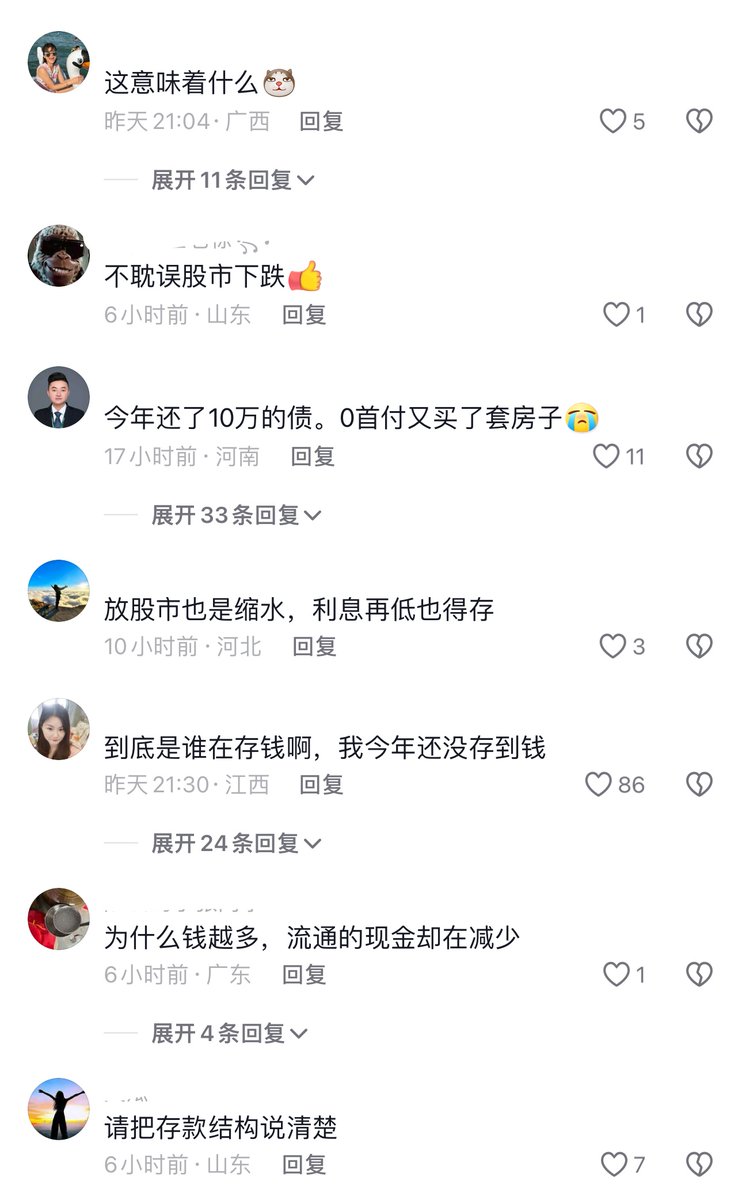 这意味着什么
昨天 21:04 · 广西 回复
5
展开 11 条回复
不耽误股市下跌
6小时前 · 山东 回复
1
今年还了10万的债。0首付又买了套房子
17小时前 · 河南 回复
11
展开 33 条回复
放股市也是缩水，利息再低也得存
10小时前 · 河北 回复
3
到底是谁在存钱啊，我今年还没存到钱
昨天 21:30 · 江西 回复
86
展开 24 条回复
为什么钱越多，流通的现金却在减少
6小时前 · 广东 回复
1
展开 4 条回复
请把存款结构说清楚
6小时前 · 山东 回复
7